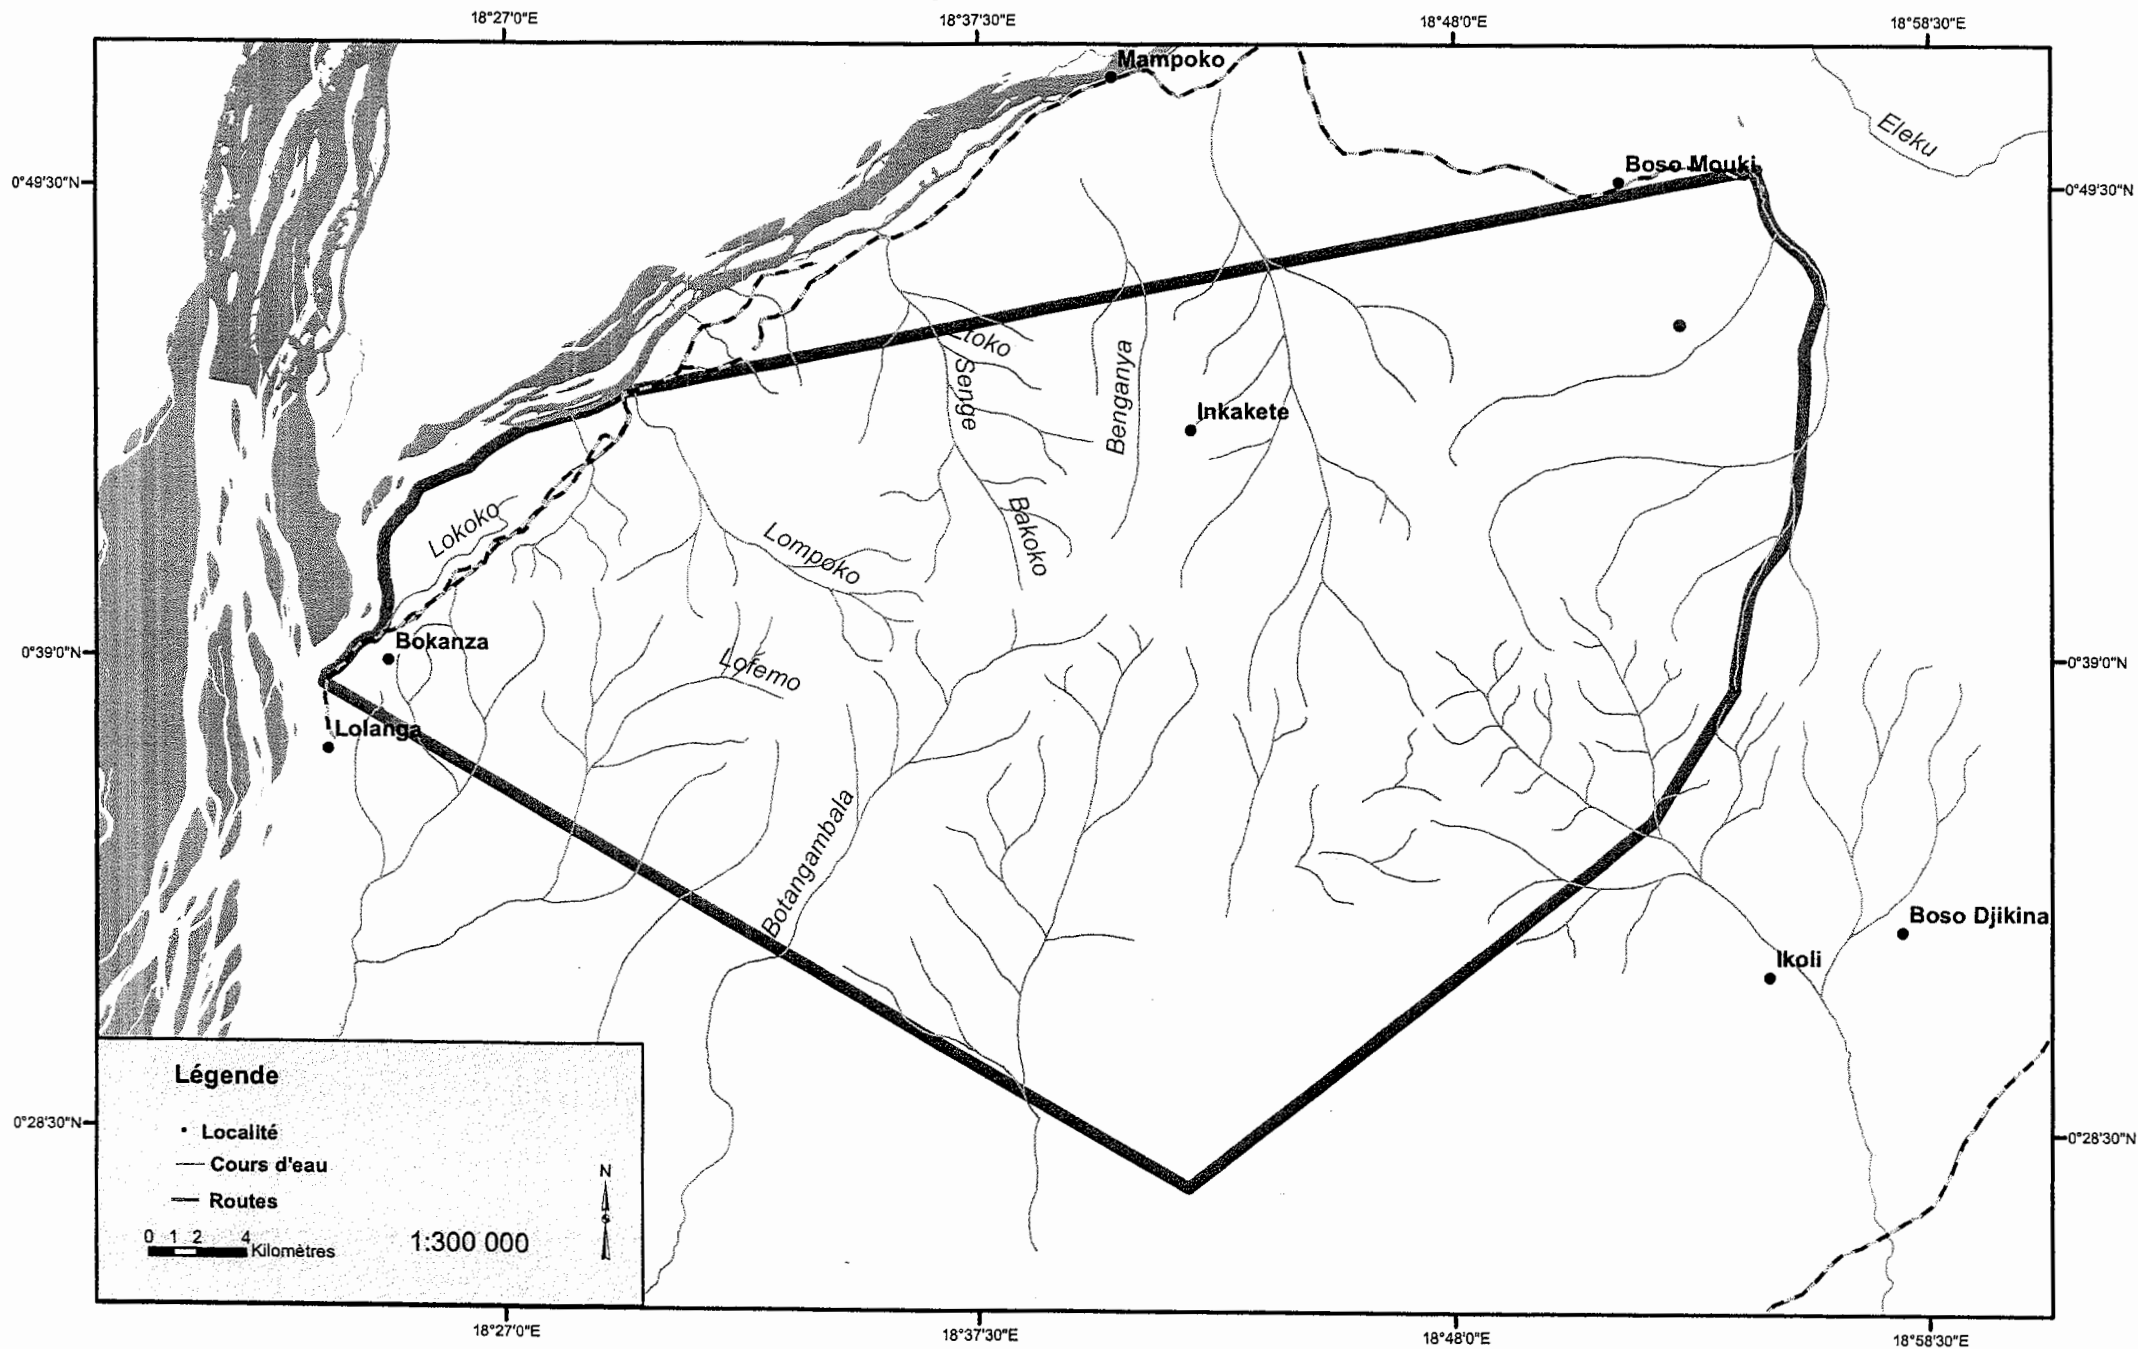 18°27'0"E
18°37'30"E
18°48'0"E
18°58'30"E
Mampoko
Eleku
Boso Mouki
0°49'30"N
0°49'30"N
Etoko
Senge
Benganya
Inkakete
Lokoko
Bakoko
Lompoko
Bokanza
0°39'0"N
0°39'0"N
Lofemo
Lolanga
Botangambala
Boso Djikina
Ikoli
Légende
Localité
Cours d'eau
Routes
N
0 1 2 4
Kilomètres
1:300 000
0°28'30"N
0°28'30"N
18°27'0"E
18°37'30"E
18°48'0"E
18°58'30"E